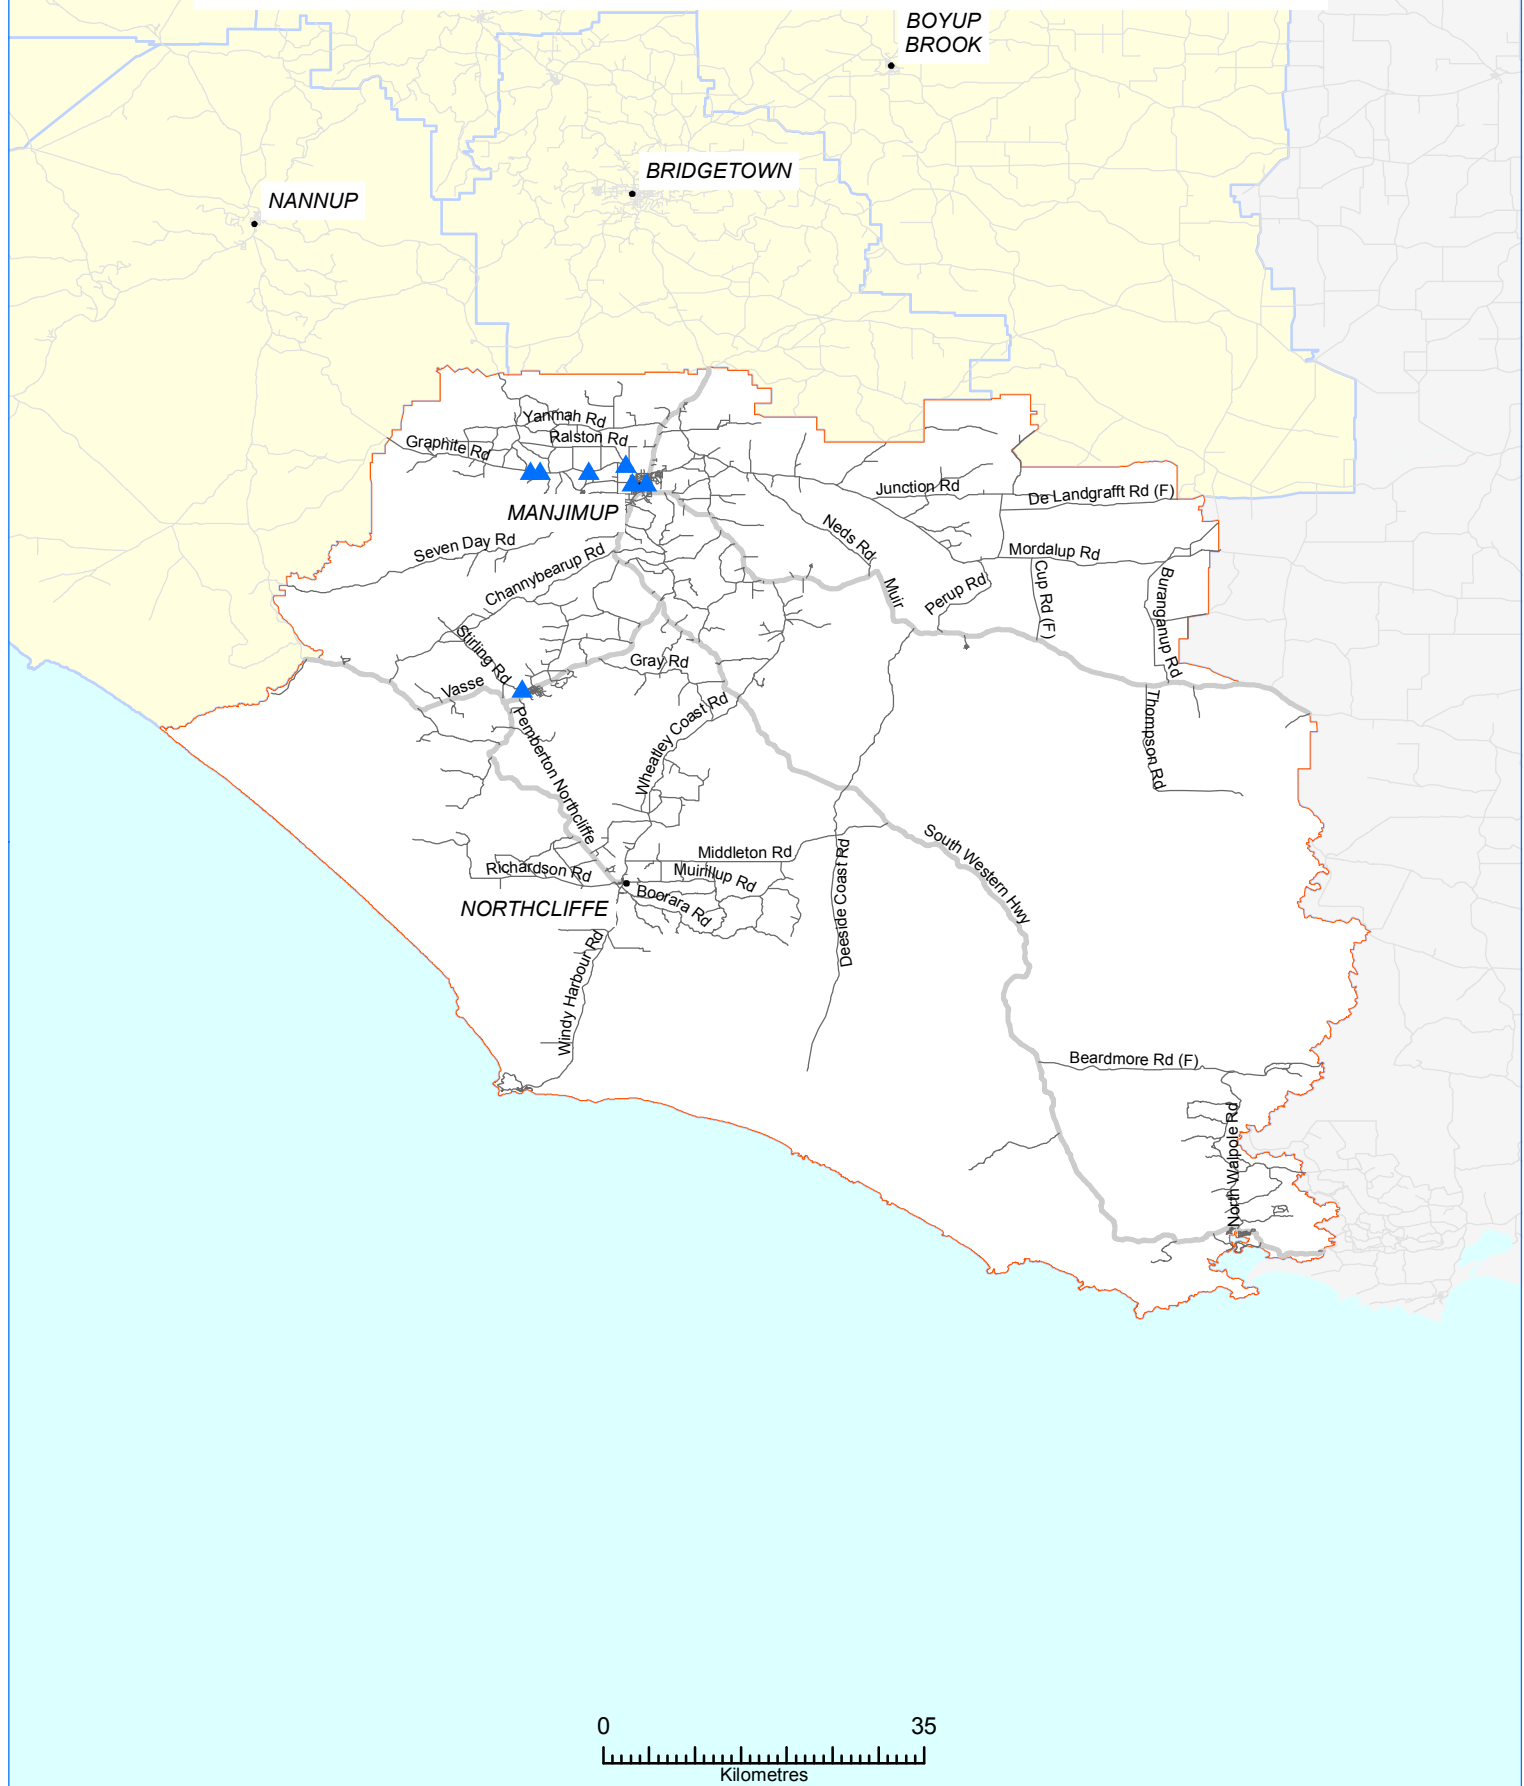 BOYUP
BROOK
BRIDGETOWN
NANNUP
Yanmah Rd
Ralston Rd
Graphite Rd
Junction Rd
De Landgrafft Rd (F)
MANJIMUP
Neds Rd
Seven Day Rd
Mordalup Rd
Channybearup Rd
Muir
Perup Rd
Cup Rd (F)
Buranganup Rd
Stirling Rd
Gray Rd
Vasse
Wheatley Coast Rd
Pemberton Northcliffe
Thompson Rd
South Western Hwy
Middleton Rd
Deeside Coast Rd
Richardson Rd
Muirillup Rd
Boorara Rd
NORTHCLIFFE
Windy Harbour Rd
Beardmore Rd (F)
North Walpole Rd
0 35
Kilometres